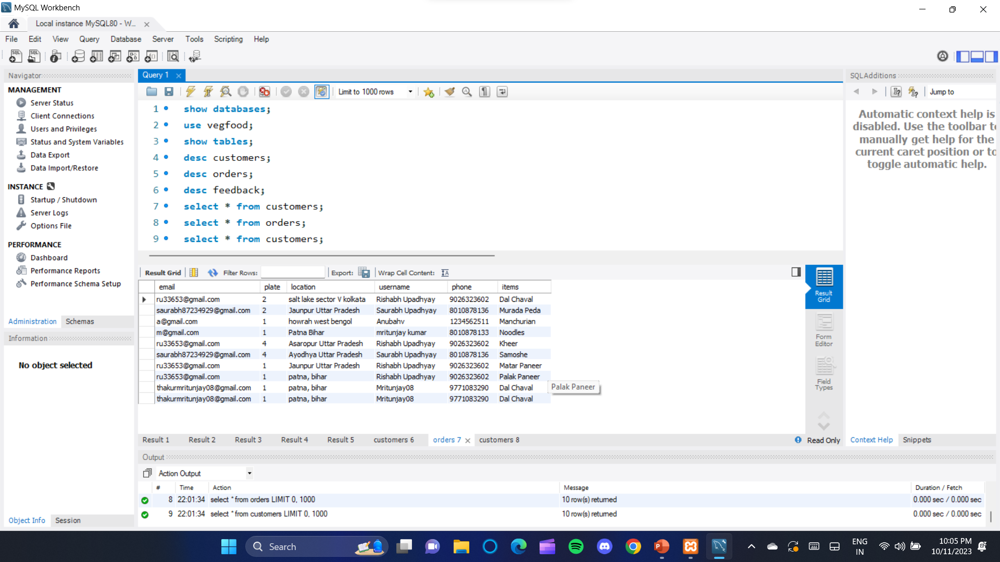 MySQL Workbench
Local instance MySQL80 - W...
File Edit View Query Database Server Tools Scripting Help
Navigator
MANAGEMENT
Server Status
Client Connections
Users and Privileges
Status and System Variables
Data Export
Data Import/Restore
INSTANCE
Startup / Shutdown
Server Logs
Options File
PERFORMANCE
Dashboard
Performance Reports
Performance Schema Setup
Administration Schemas
Information
No object selected
Object Info Session
Query 1
Limit to 1000 rows
1 show databases;
2 use vegfood;
3 show tables;
4 desc customers;
5 desc orders;
6 desc feedback;
7 select * from customers;
8 select * from orders;
9 select * from customers;
Result Grid Filter Rows: Export: Wrap Cell Content:
email plate location username phone items
ru33653@gmail.com 2 salt lake sector V kolkata Rishabh Upadhyay 9026323602 Dal Chaval
saurabh87234929@gmail.com 2 Jaunpur Uttar Pradesh Saurabh Upadhyay 8010878136 Murada Peda
a@gmail.com 1 howrah west bengol Anubahv 1234562511 Manchurian
m@gmail.com 1 Patna Bihar mritunjay kumar 8010878133 Noodles
ru33653@gmail.com 4 Asaropur Uttar Pradesh Rishabh Upadhyay 9026323602 Kheer
saurabh87234929@gmail.com 4 Ayodhya Uttar Pradesh Saurabh Upadhyay 8010878136 Samoshe
ru33653@gmail.com 1 Jaunpur Uttar Pradesh Rishabh Upadhyay 9026323602 Matar Paneer
ru33653@gmail.com 1 patna, bihar Rishabh Upadhyay 9026323602 Palak Paneer
thakurmritunjay08@gmail.com 1 patna, bihar Mritunjay08 9771083290 Dal Chaval
thakurmritunjay08@gmail.com 1 patna, bihar Mritunjay08 9771083290 Dal Chaval
Palak Paneer
Result Grid
Form Editor
Field Types
Result 1 Result 2 Result 3 Result 4 Result 5 customers 6 orders 7 customers 8
Read Only
SQLAdditions
Jump to
Automatic context help is
disabled. Use the toolbar to
manually get help for the
current caret position or to
toggle automatic help.
Context Help Snippets
Output
Action Output
# Time Action Message Duration / Fetch
8 22:01:34 select * from orders LIMIT 0, 1000 10 row(s) returned 0.000 sec / 0.000 sec
9 22:01:34 select * from customers LIMIT 0, 1000 10 row(s) returned 0.000 sec / 0.000 sec
Search
ENG
IN
10:05 PM
10/11/2023